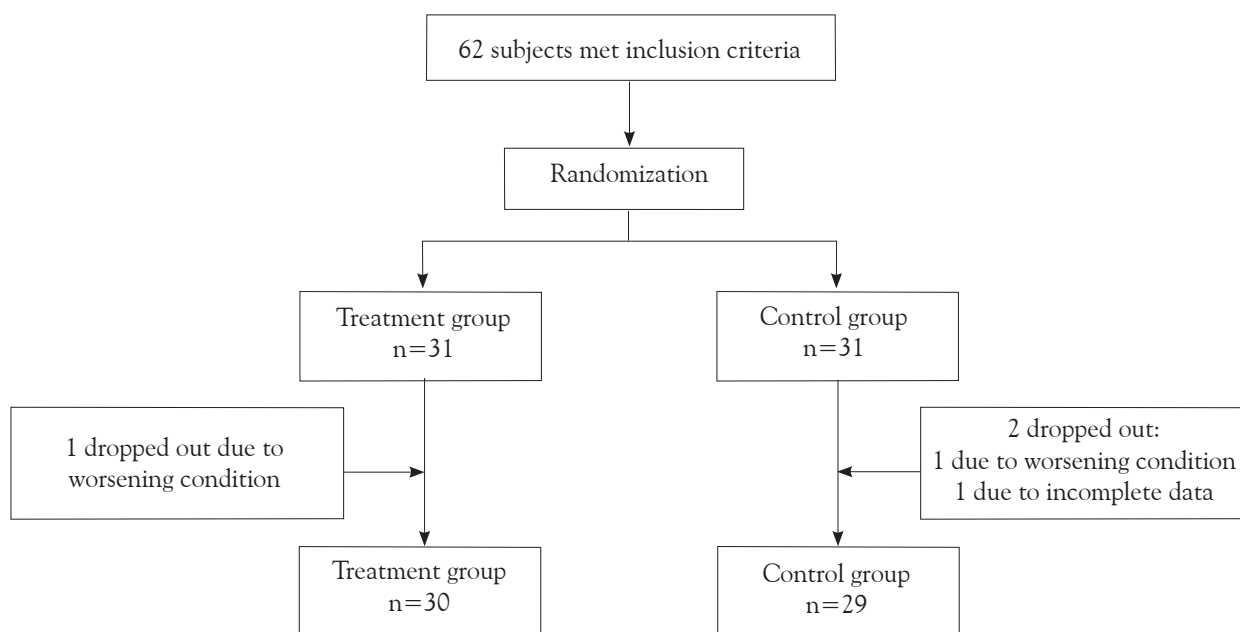 62 subjects met inclusion criteria
Randomization
Treatment group
n=31
Control group
n=31
1 dropped out due to
worsening condition
2 dropped out:
1 due to worsening condition
1 due to incomplete data
Treatment group
n=30
Control group
n=29